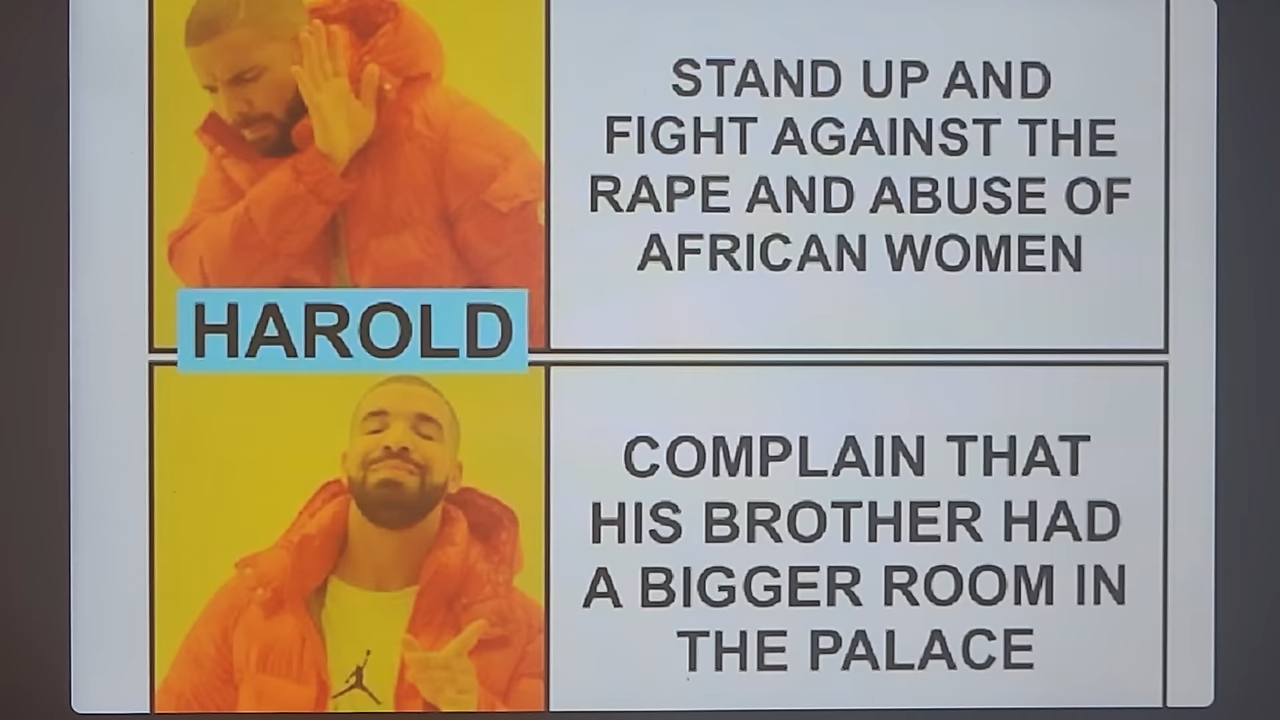 STAND UP AND
FIGHT AGAINST THE
RAPE AND ABUSE OF
AFRICAN WOMEN
HAROLD
COMPLAIN THAT
HIS BROTHER HAD
A BIGGER ROOM IN
THE PALACE